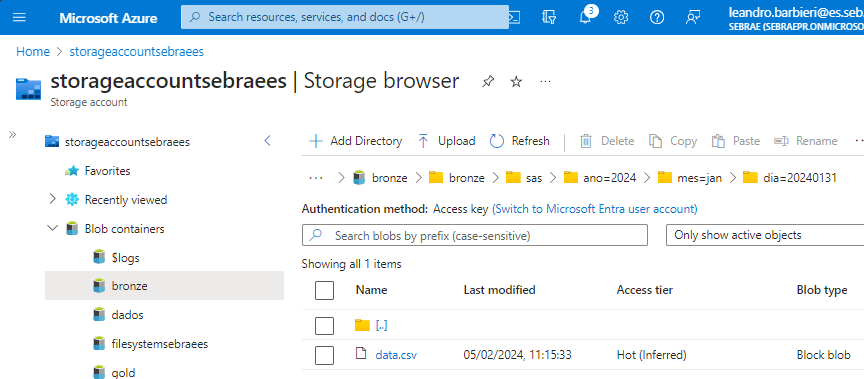 Microsoft Azure
Search resources, services, and docs (G+/)
3
leandro.barbieri@es.seb
SEBRAE (SEBRAEPR.ONMICROS
Home > storageaccountsebraees
storageaccountsebraees | Storage browser
Storage account
storageaccountsebraees
Favorites
Recently viewed
Blob containers
$logs
bronze
dados
filesystemsebraees
gold
Add Directory Upload Refresh Delete Copy Paste Rename
bronze > bronze > sas > ano=2024 > mes=jan > dia=20240131
Authentication method: Access key (Switch to Microsoft Entra user account)
Search blobs by prefix (case-sensitive) Only show active objects
Showing all 1 items
Name Last modified Access tier Blob type
[..]
data.csv 05/02/2024, 11:15:33 Hot (Inferred) Block blob